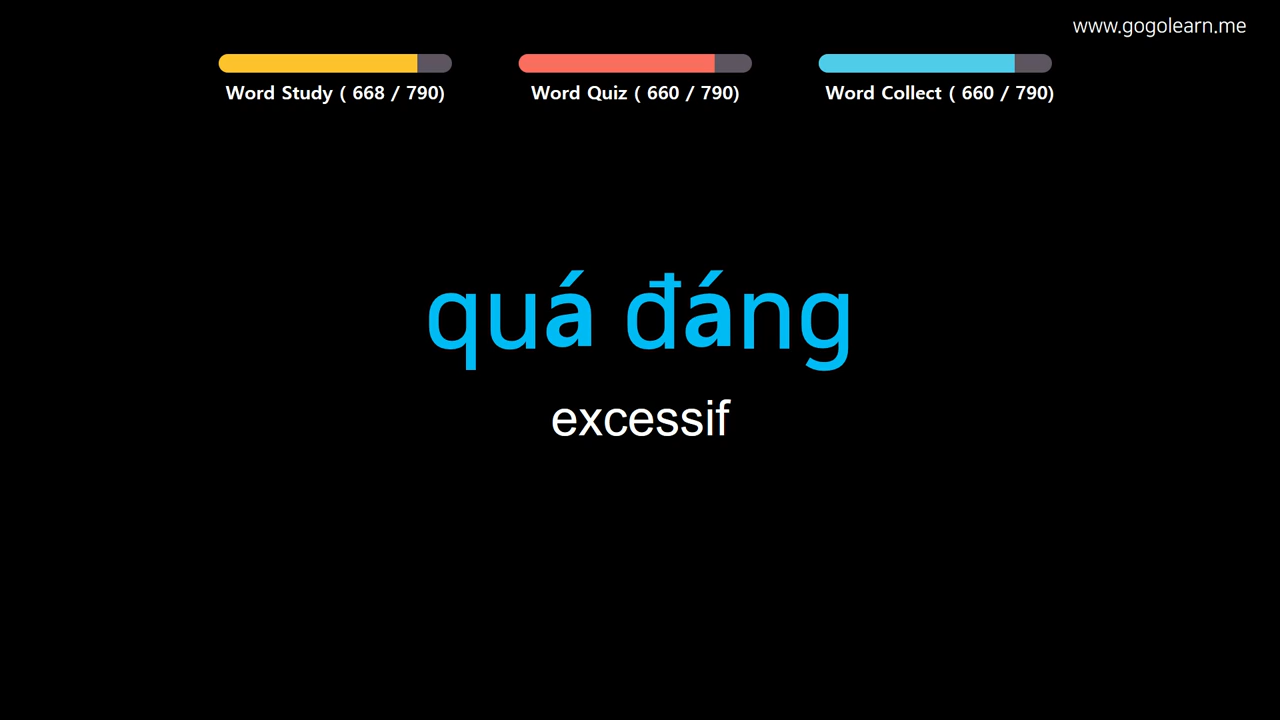 www.gogolearn.me
Word Study ( 668 / 790)
Word Quiz ( 660 / 790)
Word Collect ( 660 / 790)
quá đáng
excessif